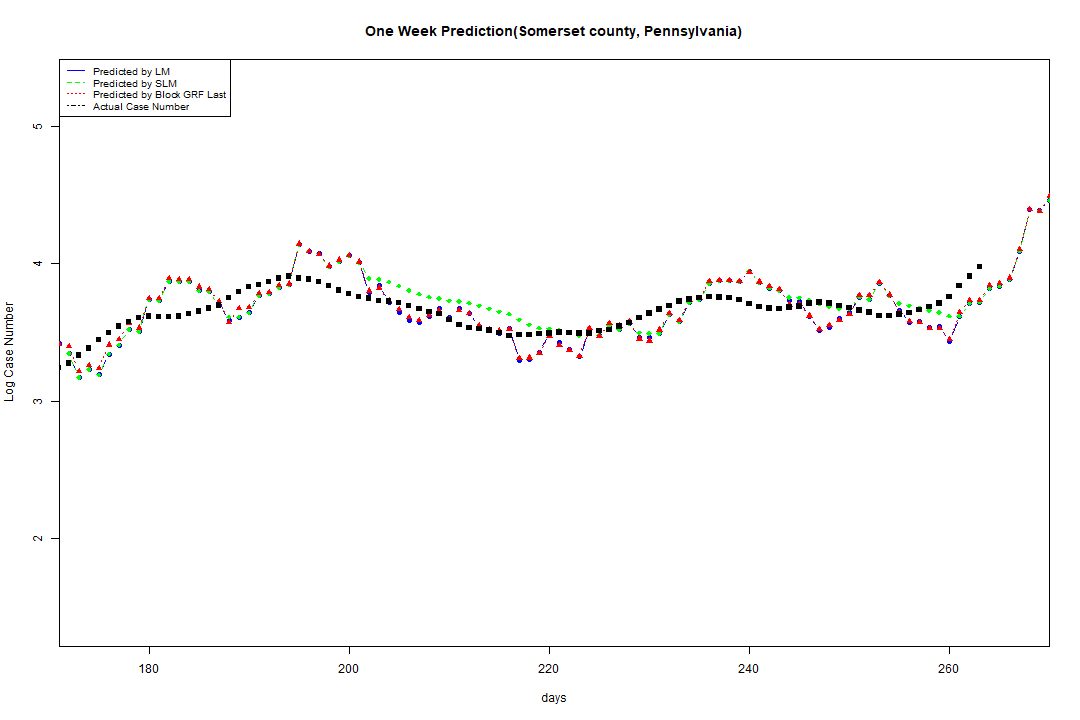 One Week Prediction(Somerset county, Pennsylvania)
Predicted by LM
Predicted by SLM
Predicted by Block GRF Last
Actual Case Number
5
4
3
2
Log Case Number
180 200 220 240 260
days